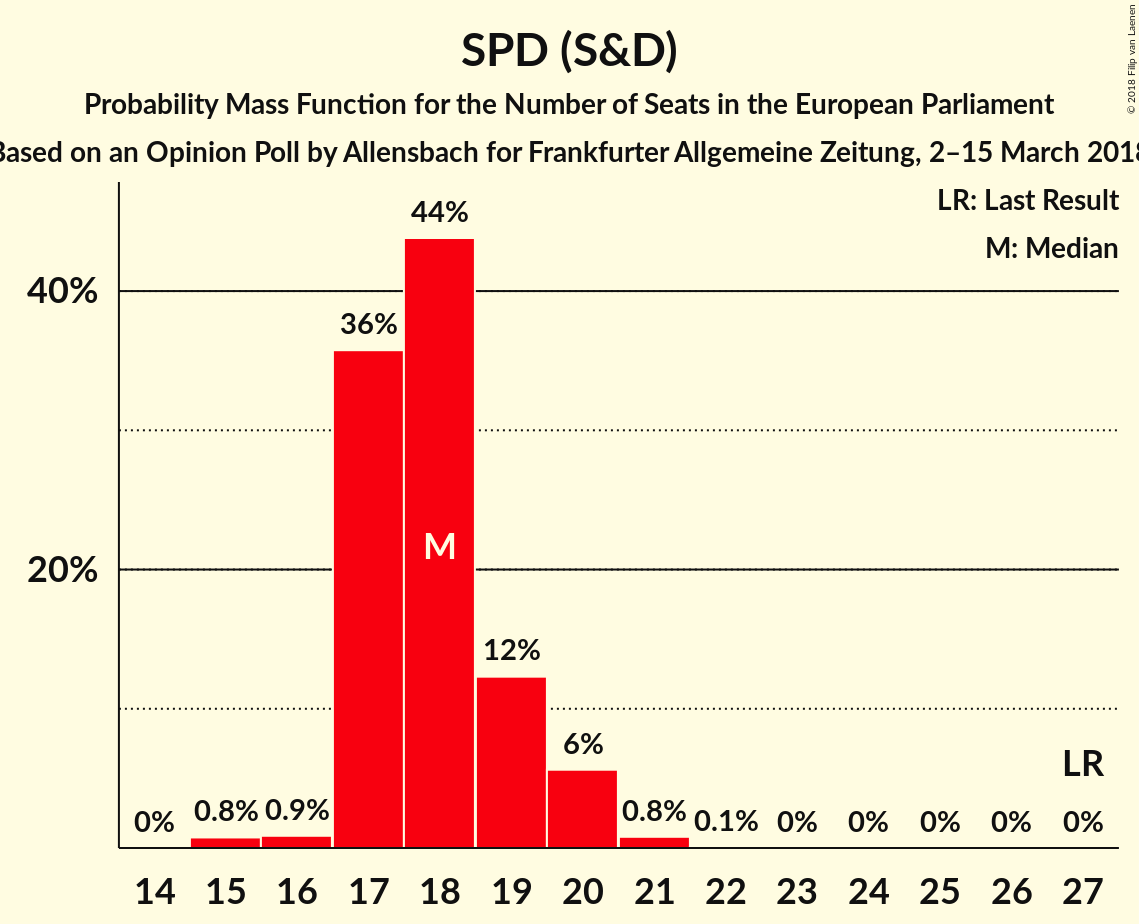 SPD (S&D)
Probability Mass Function for the Number of Seats in the European Parliament
Based on an Opinion Poll by Allensbach for Frankfurter Allgemeine Zeitung, 2–15 March 2018
© 2018 Filip van Laenen
LR: Last Result
M: Median
44%
40%
36%
M
20%
12%
6%
LR
0% 0.8% 0.9% 0.8% 0.1% 0% 0% 0% 0% 0%
14 15 16 17 18 19 20 21 22 23 24 25 26 27